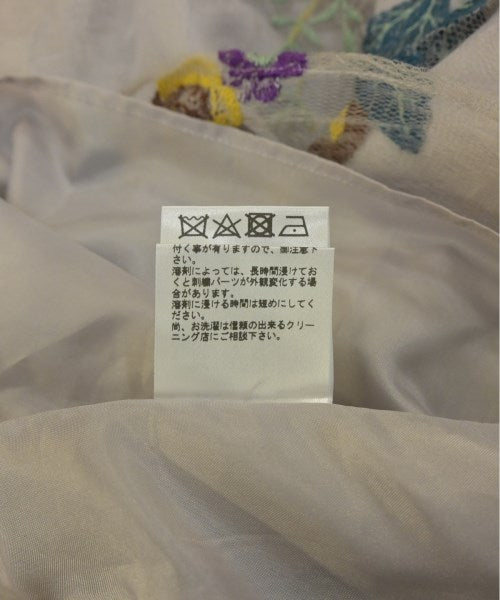 付く事が有りますので、御注意下
さい。
溶剤によっては、長時間浸けてお
くと刺繍パーツが外観変化する場
合があります。
溶剤に浸ける時間は短めにしてく
ださい。
尚、お洗濯は信頼の出来るクリー
ニング店にご相談下さい。